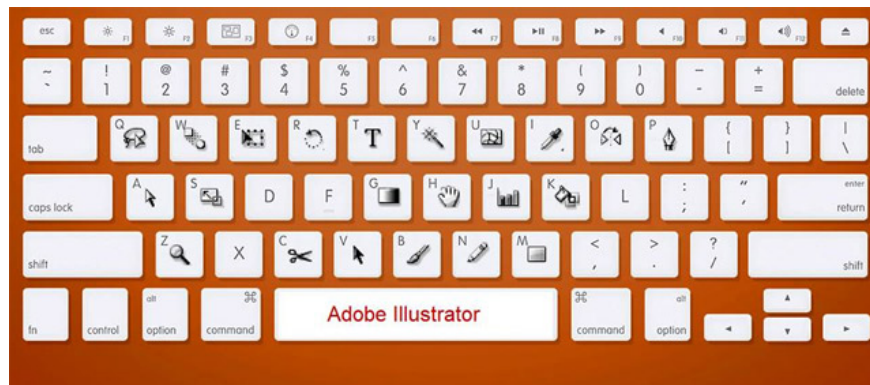 esc F1 F2 F3 F4 F5 F6 F7 F8 F9 F10 F11 F12
~ ! @ # $ % ^ & * ( ) — +
` 1 2 3 4 5 6 7 8 9 0 - = delete
Q W E R T Y U I O P { } |
tab T [ ] \
A S D F G H J K L : " enter
caps lock ; ' return
Z X C V B N M < > ?
shift , . / shift
alt ⌘ ⌘ alt
fn control option command Adobe Illustrator command option